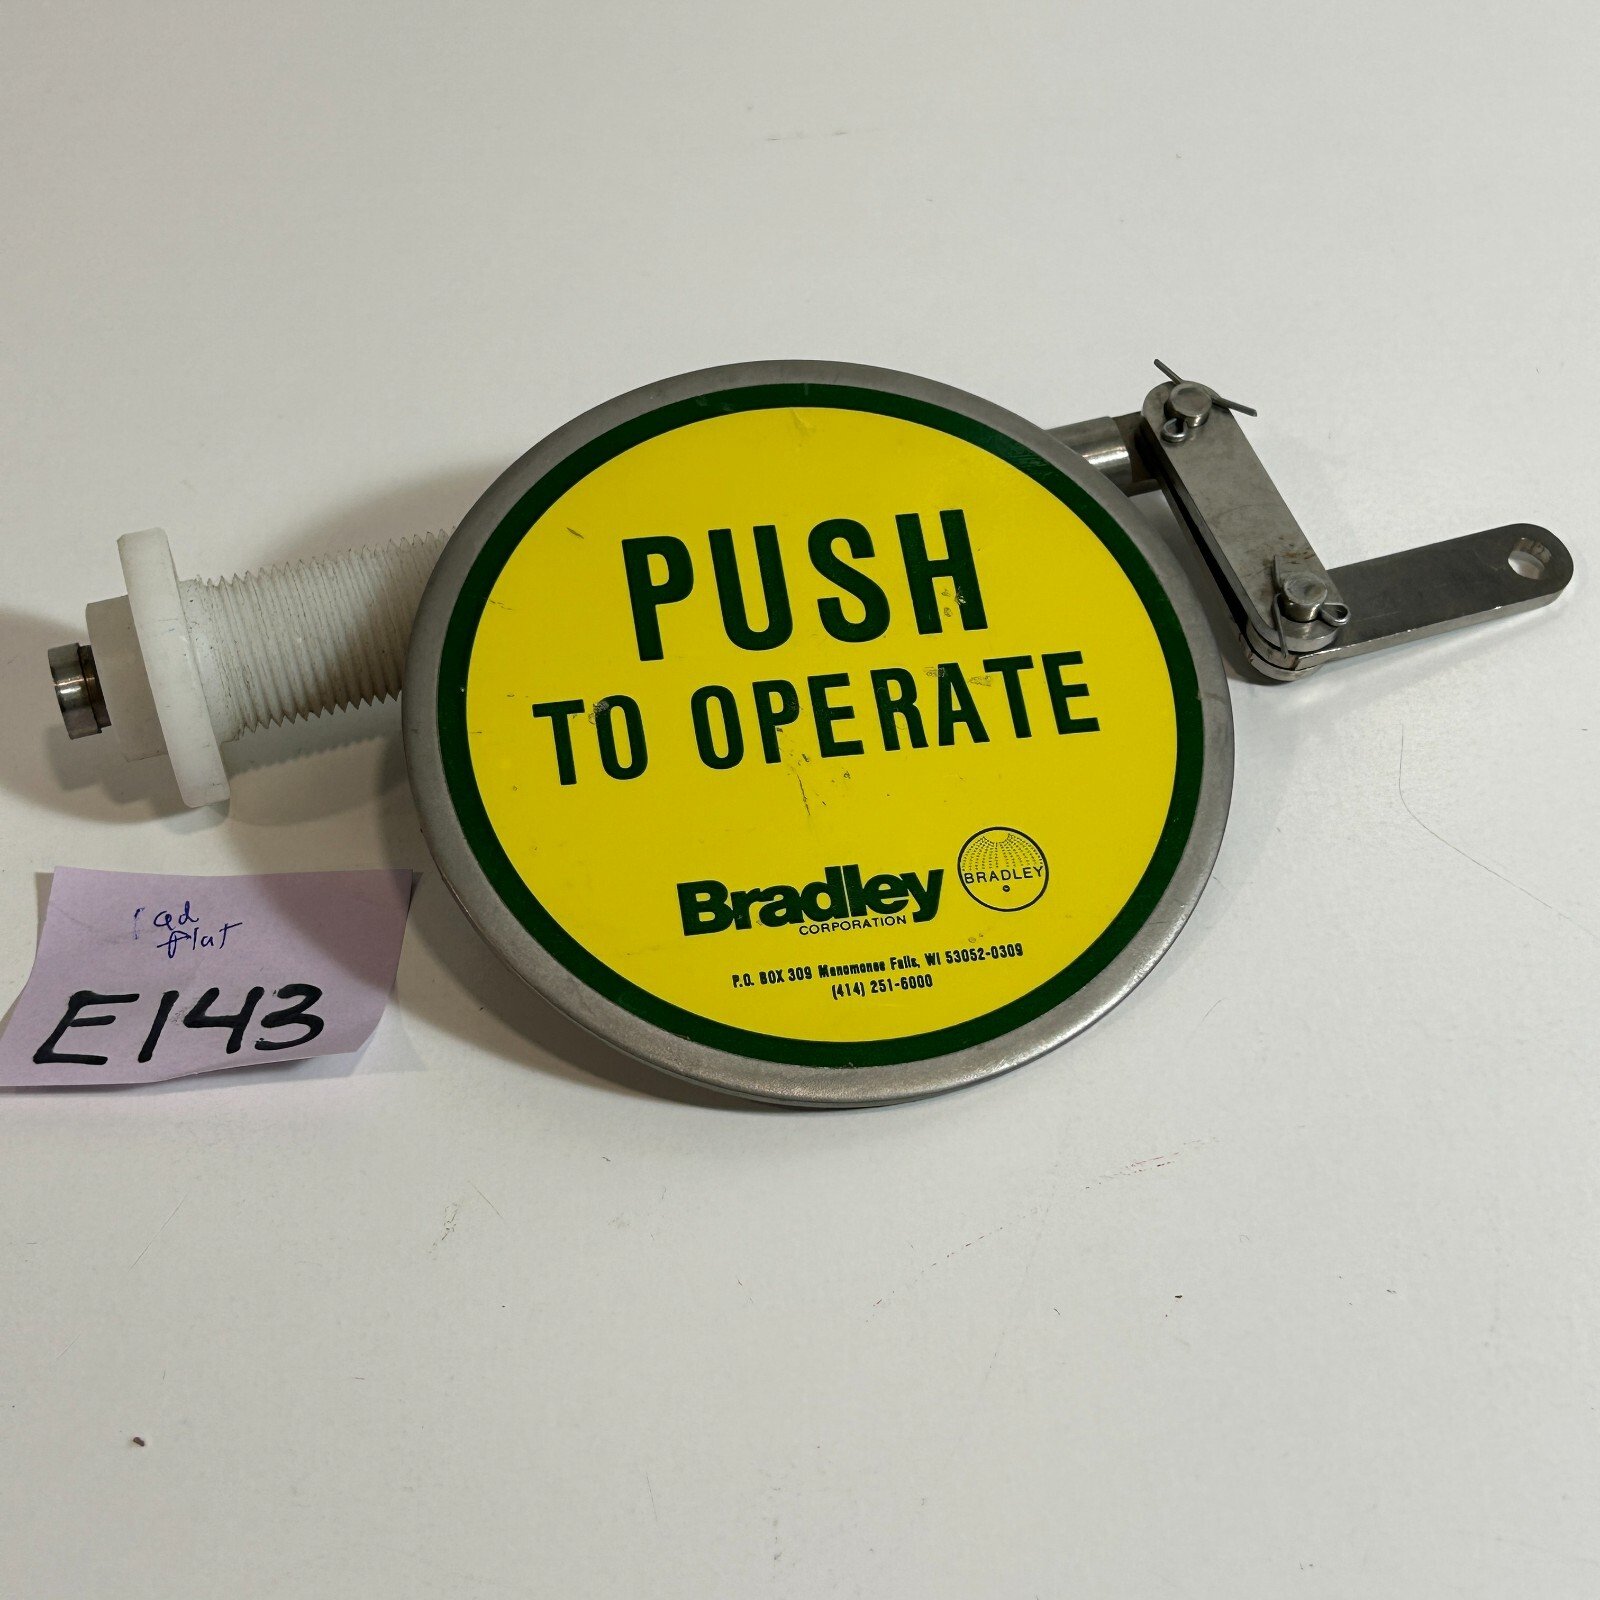 PUSH
TO OPERATE
Bradley
CORPORATION
BRADLEY
P.O. BOX 309 Menomonee Falls, WI 53052-0309
(414) 251-6000
flat
E143